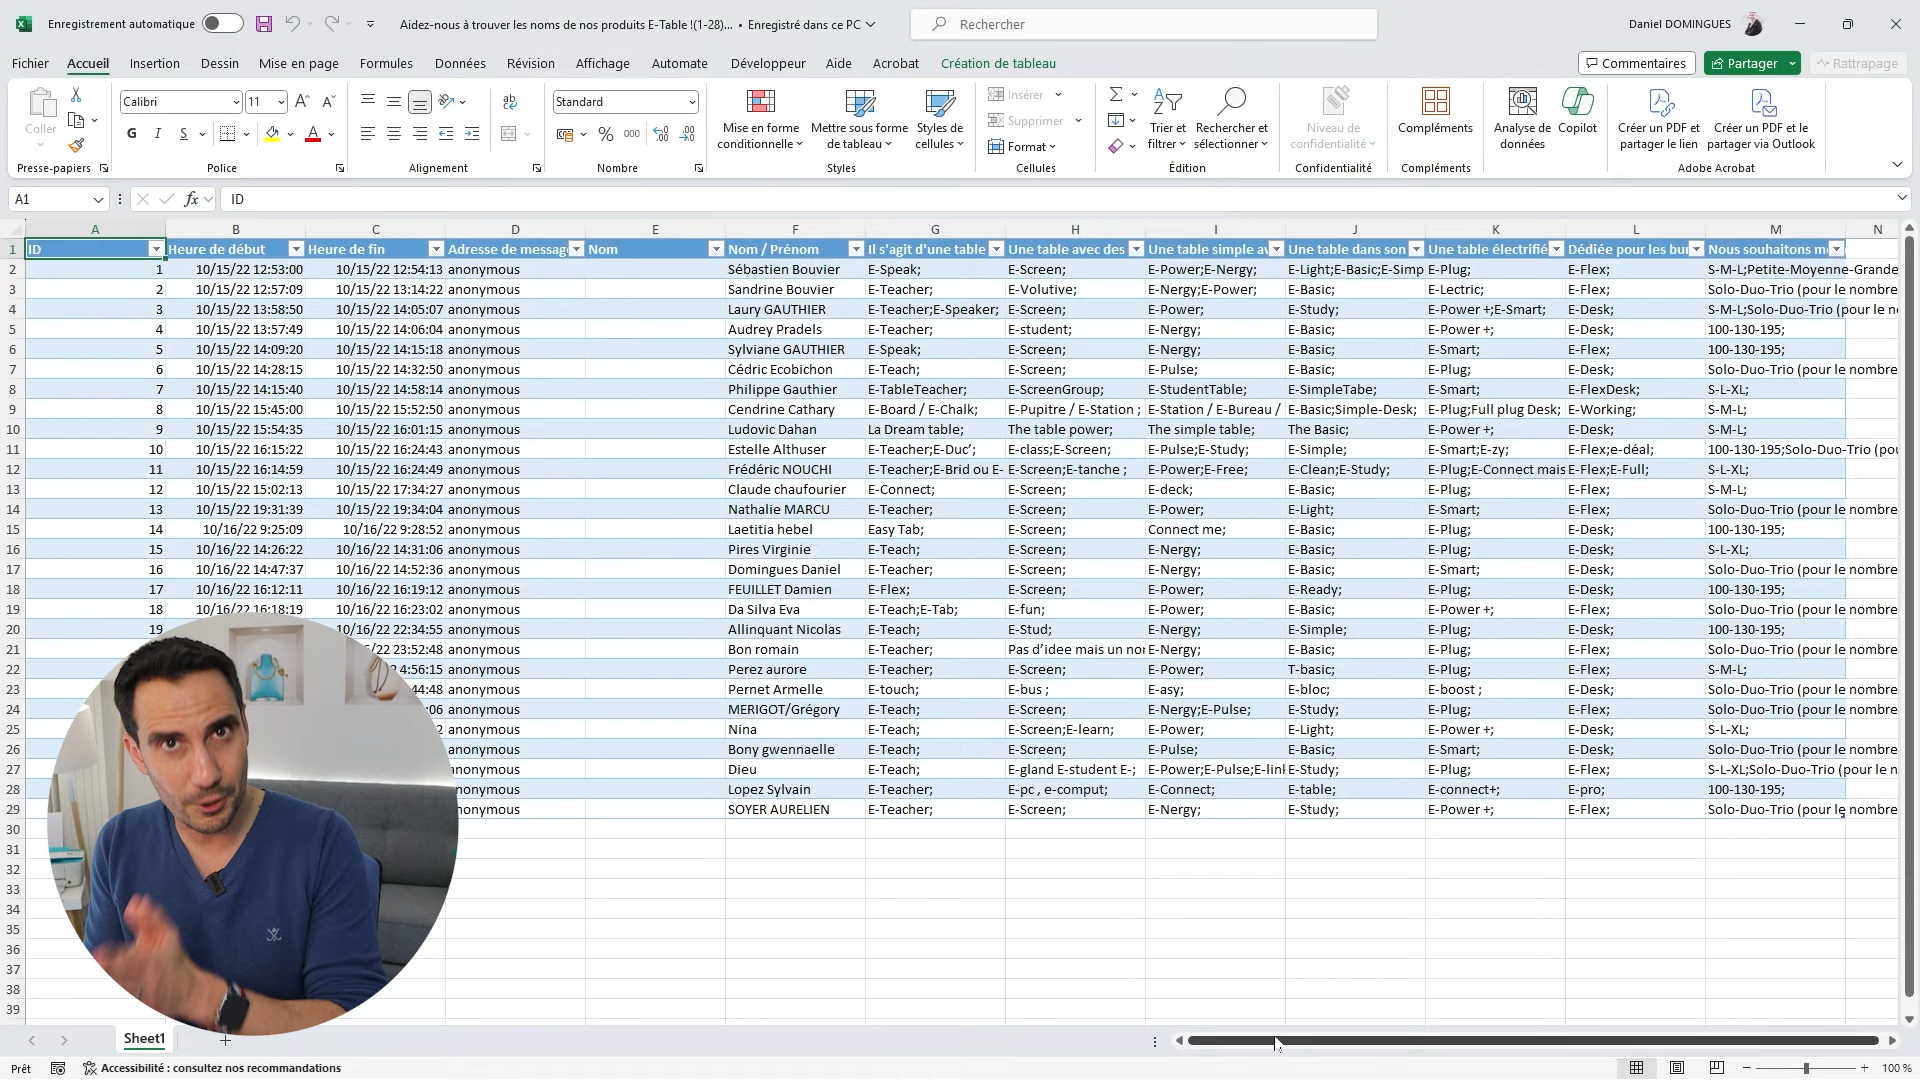 Enregistrement automatique
Aidez-nous à trouver les noms de nos produits E-Table !(1-28)... • Enregistré dans ce PC
Rechercher
Daniel DOMINGUES
Fichier Accueil Insertion Dessin Mise en page Formules Données Révision Affichage Automate Développeur Aide Acrobat Création de tableau
Commentaires Partager Rattrapage
Coller
Calibri 11
Standard
G I S
Mise en forme conditionnelle
Mettre sous forme de tableau
Styles de cellules
Insérer
Supprimer
Format
Trier et filtrer
Rechercher et sélectionner
Niveau de confidentialité
Compléments
Analyse de données
Copilot
Créer un PDF et partager le lien
Créer un PDF et le partager via Outlook
Presse-papiers Police Alignement Nombre Styles Cellules Édition Confidentialité Compléments Adobe Acrobat
A1 fx ID
A B C D E F G H I J K L M N
1 ID Heure de début Heure de fin Adresse de messag Nom Nom / Prénom Il s'agit d'une table Une table avec des Une table simple av Une table dans son Une table électrifié Dédiée pour les bur Nous souhaitons m
2 1 10/15/22 12:53:00 10/15/22 12:54:13 anonymous Sébastien Bouvier E-Speak; E-Screen; E-Power;E-Nergy; E-Light;E-Basic;E-Simp E-Plug; E-Flex; S-M-L;Petite-Moyenne-Grande
3 2 10/15/22 12:57:09 10/15/22 13:14:22 anonymous Sandrine Bouvier E-Teacher; E-Volutive; E-Nergy;E-Power; E-Basic; E-Lectric; E-Flex; Solo-Duo-Trio (pour le nombre
4 3 10/15/22 13:58:50 10/15/22 14:05:07 anonymous Laury GAUTHIER E-Teacher;E-Speaker; E-Screen; E-Power; E-Study; E-Power +;E-Smart; E-Desk; S-M-L;Solo-Duo-Trio (pour le n
5 4 10/15/22 13:57:49 10/15/22 14:06:04 anonymous Audrey Pradels E-Teacher; E-student; E-Nergy; E-Basic; E-Power +; E-Desk; 100-130-195;
6 5 10/15/22 14:09:20 10/15/22 14:15:18 anonymous Sylviane GAUTHIER E-Speak; E-Screen; E-Nergy; E-Basic; E-Smart; E-Flex; 100-130-195;
7 6 10/15/22 14:28:15 10/15/22 14:32:50 anonymous Cédric Ecobichon E-Teach; E-Screen; E-Pulse; E-Basic; E-Plug; E-Desk; Solo-Duo-Trio (pour le nombre
8 7 10/15/22 14:15:40 10/15/22 14:58:14 anonymous Philippe Gauthier E-TableTeacher; E-ScreenGroup; E-StudentTable; E-SimpleTabe; E-Smart; E-FlexDesk; S-L-XL;
9 8 10/15/22 15:45:00 10/15/22 15:52:50 anonymous Cendrine Cathary E-Board / E-Chalk; E-Pupitre / E-Station ; E-Station / E-Bureau / E-Basic;Simple-Desk; E-Plug;Full plug Desk; E-Working; S-M-L;
10 9 10/15/22 15:54:35 10/15/22 16:01:15 anonymous Ludovic Dahan La Dream table; The table power; The simple table; The Basic; E-Power +; E-Desk; S-M-L;
11 10 10/15/22 16:15:22 10/15/22 16:24:43 anonymous Estelle Althuser E-Teacher;E-Duc’; E-class;E-Screen; E-Pulse;E-Study; E-Simple; E-Smart;E-zy; E-Flex;e-déal; 100-130-195;Solo-Duo-Trio (pou
12 11 10/15/22 16:14:59 10/15/22 16:24:49 anonymous Frédéric NOUCHI E-Teacher;E-Brid ou E- E-Screen;E-tanche ; E-Power;E-Free; E-Clean;E-Study; E-Plug;E-Connect mais E-Flex;E-Full; S-L-XL;
13 12 10/15/22 15:02:13 10/15/22 17:34:27 anonymous Claude chaufourier E-Connect; E-Screen; E-deck; E-Basic; E-Plug; E-Flex; S-M-L;
14 13 10/15/22 19:31:39 10/15/22 19:34:04 anonymous Nathalie MARCU E-Teacher; E-Screen; E-Power; E-Light; E-Smart; E-Flex; Solo-Duo-Trio (pour le nombre
15 14 10/16/22 9:25:09 10/16/22 9:28:52 anonymous Laetitia hebel Easy Tab; E-Screen; Connect me; E-Basic; E-Plug; E-Desk; 100-130-195;
16 15 10/16/22 14:26:22 10/16/22 14:31:06 anonymous Pires Virginie E-Teach; E-Screen; E-Nergy; E-Basic; E-Plug; E-Desk; S-L-XL;
17 16 10/16/22 14:47:37 10/16/22 14:52:36 anonymous Domingues Daniel E-Teacher; E-Screen; E-Nergy; E-Basic; E-Smart; E-Desk; Solo-Duo-Trio (pour le nombre
18 17 10/16/22 16:12:11 10/16/22 16:19:12 anonymous FEUILLET Damien E-Flex; E-Screen; E-Power; E-Ready; E-Plug; E-Desk; 100-130-195;
19 18 10/16/22 16:18:19 10/16/22 16:23:02 anonymous Da Silva Eva E-Teach;E-Tab; E-fun; E-Power; E-Basic; E-Power +; E-Flex; Solo-Duo-Trio (pour le nombre
20 19 10/16/22 22:34:55 anonymous Allinquant Nicolas E-Teach; E-Stud; E-Nergy; E-Simple; E-Plug; E-Desk; 100-130-195;
21 /22 23:52:48 anonymous Bon romain E-Teacher; Pas d’idee mais un nor E-Nergy; E-Basic; E-Plug; E-Flex; Solo-Duo-Trio (pour le nombre
22 4:56:15 anonymous Perez aurore E-Teacher; E-Screen; E-Power; T-basic; E-Plug; E-Flex; S-M-L;
23 44:48 anonymous Pernet Armelle E-touch; E-bus ; E-asy; E-bloc; E-boost ; E-Desk; Solo-Duo-Trio (pour le nombre
24 :06 anonymous MERIGOT/Grégory E-Teach; E-Screen; E-Nergy;E-Pulse; E-Study; E-Plug; E-Flex; Solo-Duo-Trio (pour le nombre
25 2 anonymous Nina E-Teach; E-Screen;E-learn; E-Power; E-Light; E-Power +; E-Desk; S-L-XL;
26 anonymous Bony gwennaelle E-Teach; E-Screen; E-Pulse; E-Basic; E-Smart; E-Desk; Solo-Duo-Trio (pour le nombre
27 anonymous Dieu E-Teach; E-gland E-student E-; E-Power;E-Pulse;E-link E-Study; E-Plug; E-Flex; S-L-XL;Solo-Duo-Trio (pour le n
28 nonymous Lopez Sylvain E-Teacher; E-pc , e-comput; E-Connect; E-table; E-connect+; E-pro; 100-130-195;
29 nonymous SOYER AURELIEN E-Teacher; E-Screen; E-Nergy; E-Study; E-Power +; E-Flex; Solo-Duo-Trio (pour le nombre
30
31
32
33
34
35
36
37
38
39
Sheet1
Prêt Accessibilité : consultez nos recommandations 100 %